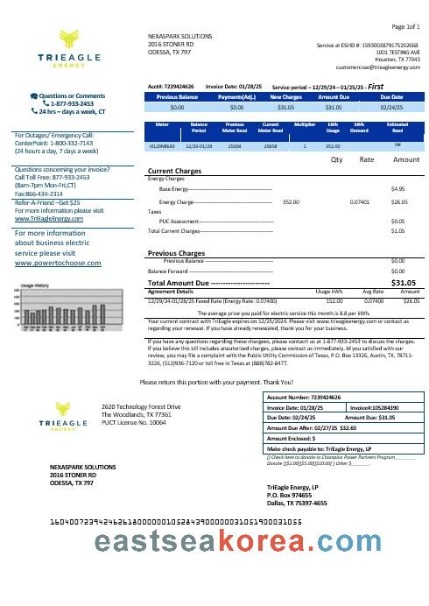 Page 1 of 1
TRIEAGLE
ENERGY
NEXASPARK SOLUTIONS
2016 STONER RD
ODESSA, TX 797
Service at ESIID #: 1593003879175202668
1001 TESTING AVE
Houston, TX 77043
customercare@trieagleenergy.com
Questions or Comments
1-877-933-2453
24 hrs – days a week, CT
Acct#: 7239424626 Invoice Date: 01/28/25 Service period – 12/29/24 – 01/25/25 - First
Previous Balance Payments(Adj.) New Charges Amount Due Due Date
$0.00 $0.00 $31.05 $31.05 02/24/25
For Outages/ Emergency Call:
CenterPoint: 1-800-332-7143
(24 hours a day, 7 days a week)
Meter Balance Period Previous Meter Read Current Meter Read Multiplier kWh Usage kWh Demand Estimated Read
12/29-01/28 1 352.00
Questions concerning your invoice?
Call Toll Free: 877-933-2453
(8am-7pm Mon-Fri,CT)
Fax:866-434-2314
Refer-A-Friend –Get $25
For more information please visit
www.TriEagleEnergy.com
For more information
about business electric
service please visit
www.powertochoose.com
Qty Rate Amount
Current Charges
Energy Charges
Base Energy $4.95
Energy Charge 352.00 0.07401 $26.05
Taxes
PUC Assessment $0.05
Total Current Charges $1.05
Previous Charges
Previous Balance $0.00
Balance Forward $0.00
Total Amount Due $31.05
Usage History
Agreement Details Usage kWh Avg Rate Amount
12/29/24-01/28/25 Fixed Rate (Energy Rate: 0.07400) 152.00 0.07400 $26.05
The average price you paid for electric service this month is 8.8 per kWh.
Your current contract with TriEagle expires on 12/25/2024. Please visit www.trieagleenergy.com or contact as
regarding your renewal. If you have already renewated, thank you for your business.
If you have any questions regarding these charges, please contact us at 1-877-933-2453 to discuss the charges. If
you believe this bill includes unauthorized charges, please contact us immediately. If you satisfied with our
review, you may file a complaint with the Public Utility Commission of Texas, P.O. Box 13326, Austin, TX, 78711-
3226, (512)936-7120 or toll free in Texas at (888)782-8477.
Please return this portion with your payment. Thank You!
TRIEAGLE
ENERGY
2620 Technology Forest Drive
The Woodlands, TX 77361
PUCT License No. 10064
Account Number: 7239424626
Invoice Date: 01/28/25 Invoice#:105284390
Due Date: 02/24/25 Amount Due: $31.05
Amount Due After: 02/27/25 $32.60
Amount Enclosed: $
Make check payable to: TriEagle Energy, LP
[] Check here to donate to Champion Power Partners Program
Donate [] $1.00 [] $5.00 [] $10.00 [] Other $
NEXASPARK SOLUTIONS
2016 STONER RD
ODESSA, TX 797
TriEagle Energy, LP
P.O. Box 974655
Dallas, TX 75397-4655
eastseakorea.com